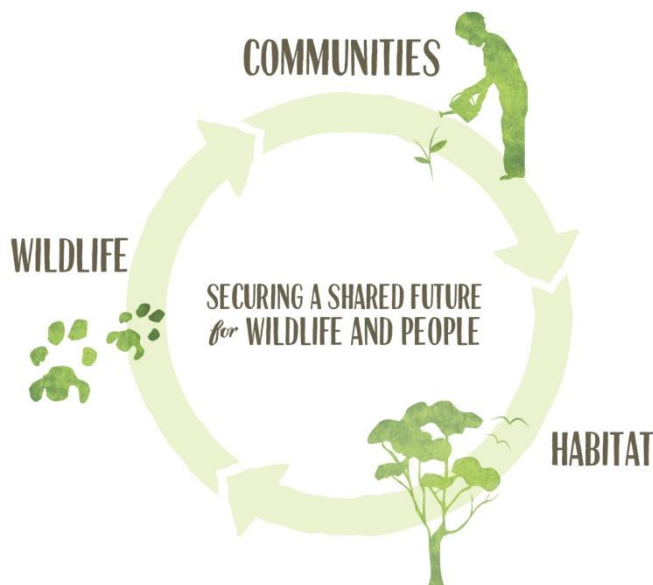 COMMUNITIES
WILDLIFE
SECURING A SHARED FUTURE
for WILDLIFE AND PEOPLE
HABITAT